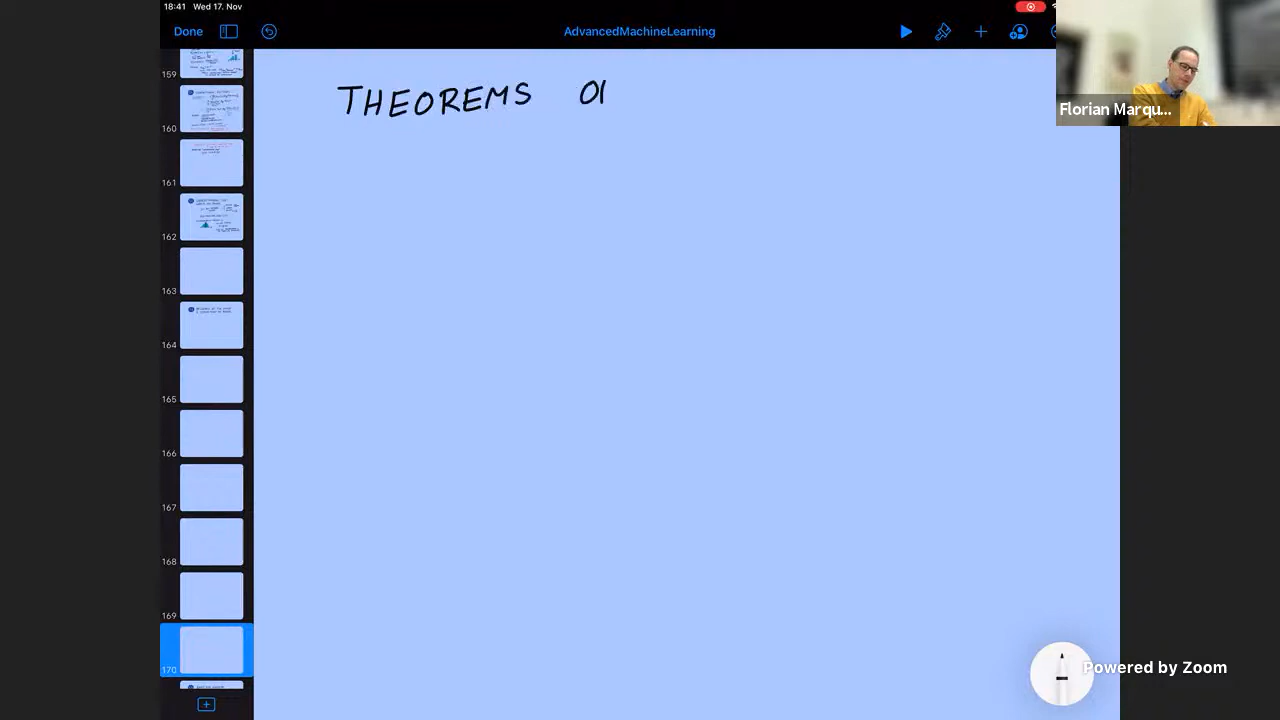 18:41 Wed 17. Nov
Done
AdvancedMachineLearning
Florian Marqu...
THEOREMS O
159
160
161
162
163
164
165
166
167
168
169
170
Powered by Zoom